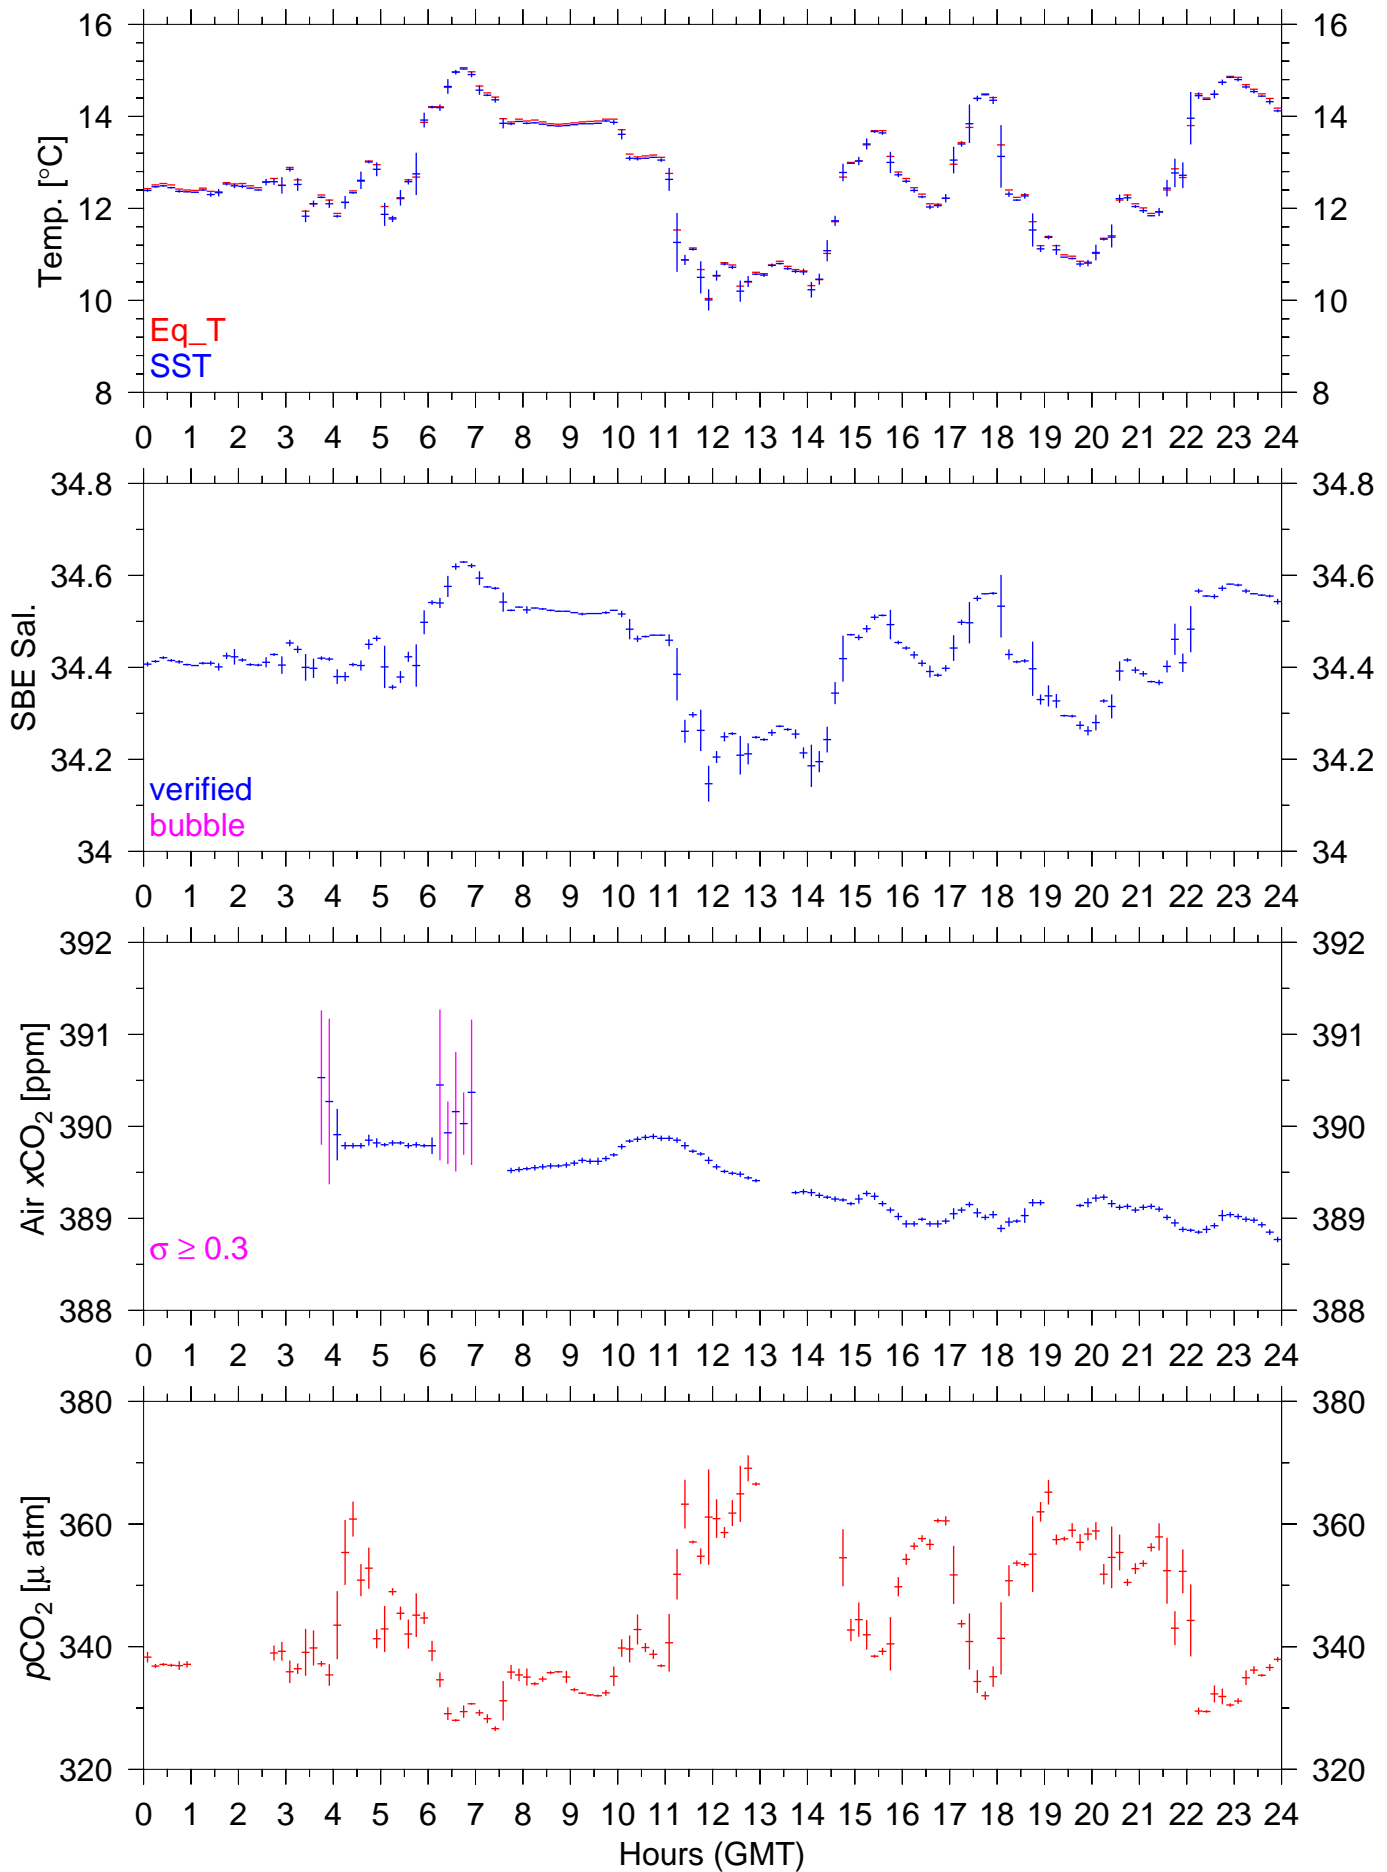 16 16
14 14
12 12
10 10
8 8
Temp. [°C]
Eq_T
SST
0 1 2 3 4 5 6 7 8 9 10 11 12 13 14 15 16 17 18 19 20 21 22 23 24
34.8 34.8
34.6 34.6
34.4 34.4
34.2 34.2
34 34
SBE Sal.
verified
bubble
0 1 2 3 4 5 6 7 8 9 10 11 12 13 14 15 16 17 18 19 20 21 22 23 24
392 392
391 391
390 390
389 389
388 388
Air xCO₂ [ppm]
σ ≥ 0.3
0 1 2 3 4 5 6 7 8 9 10 11 12 13 14 15 16 17 18 19 20 21 22 23 24
380 380
360 360
340 340
320 320
pCO₂ [μ atm]
0 1 2 3 4 5 6 7 8 9 10 11 12 13 14 15 16 17 18 19 20 21 22 23 24
Hours (GMT)